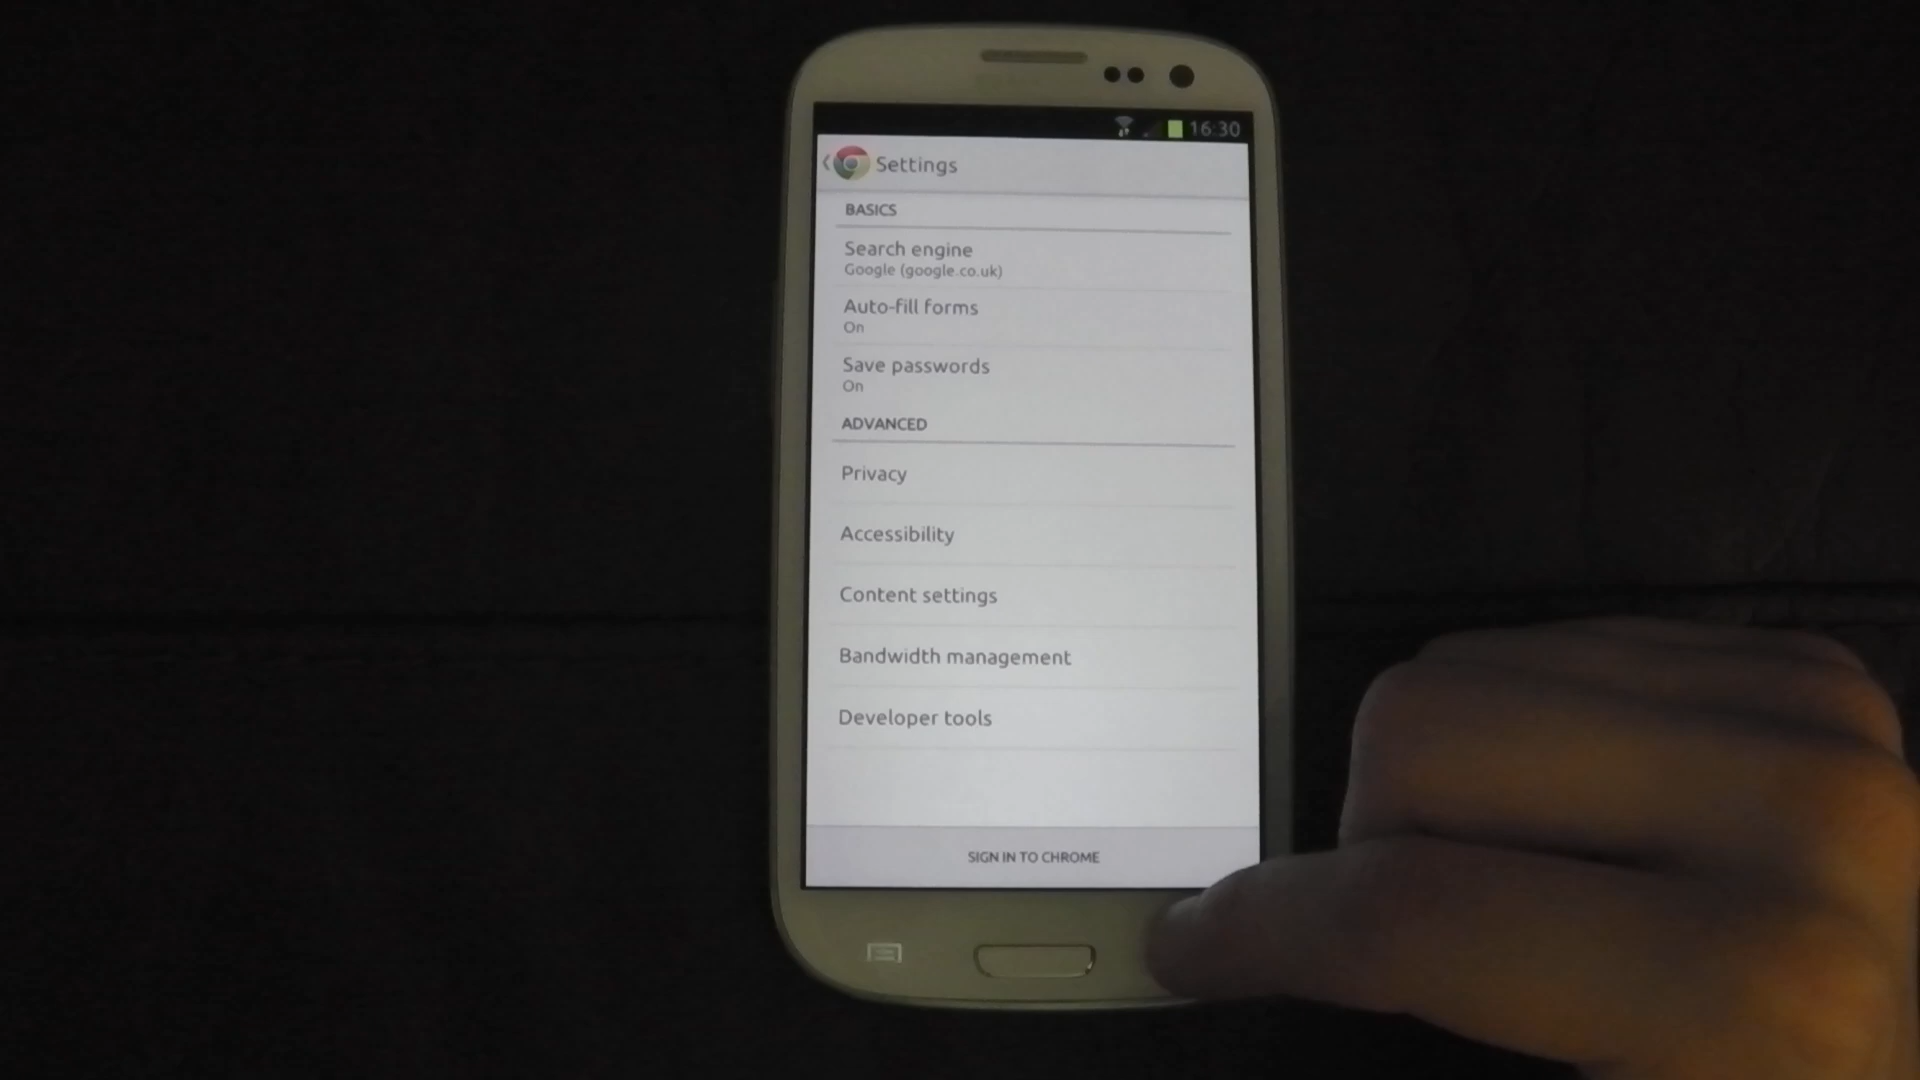 16:30
Settings
BASICS
Search engine
Google (google.co.uk)
Auto-fill forms
On
Save passwords
On
ADVANCED
Privacy
Accessibility
Content settings
Bandwidth management
Developer tools
SIGN IN TO CHROME